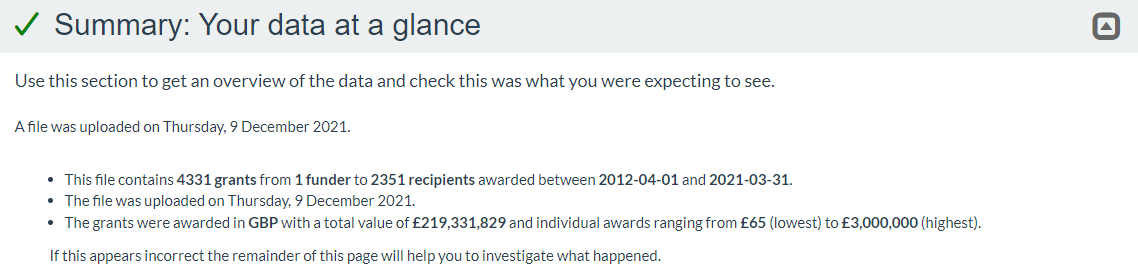 Summary: Your data at a glance
Use this section to get an overview of the data and check this was what you were expecting to see.
A file was uploaded on Thursday, 9 December 2021.
• This file contains 4331 grants from 1 funder to 2351 recipients awarded between 2012-04-01 and 2021-03-31.
• The file was uploaded on Thursday, 9 December 2021.
• The grants were awarded in GBP with a total value of £219,331,829 and individual awards ranging from £65 (lowest) to £3,000,000 (highest).
If this appears incorrect the remainder of this page will help you to investigate what happened.